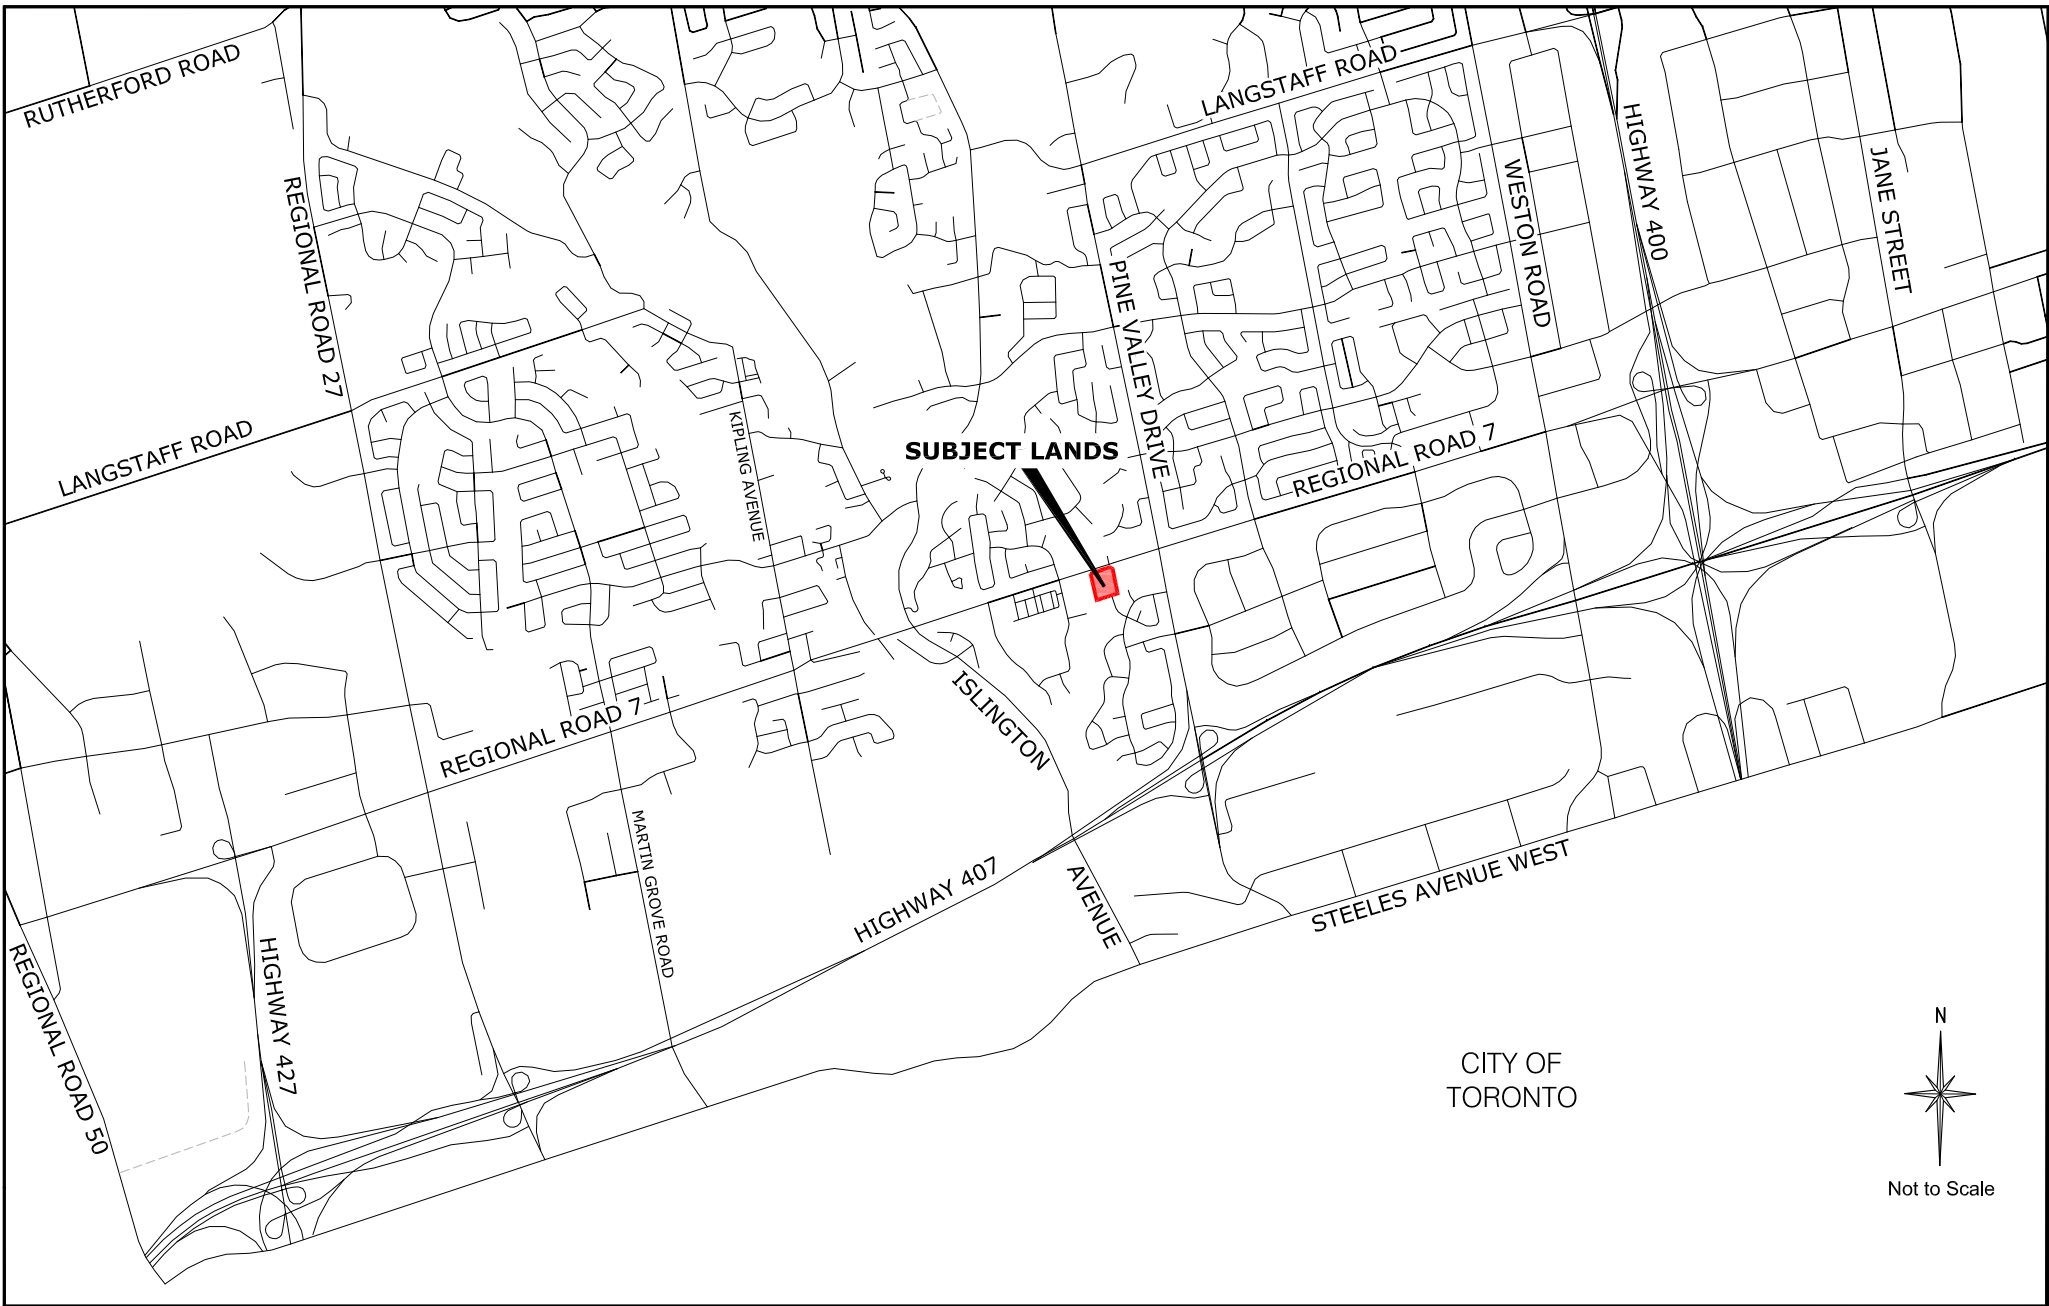 RUTHERFORD ROAD
LANGSTAFF ROAD
HIGHWAY 400
JANE STREET
WESTON ROAD
REGIONAL ROAD 27
PINE VALLEY DRIVE
LANGSTAFF ROAD
KIPLING AVENUE
SUBJECT LANDS
REGIONAL ROAD 7
REGIONAL ROAD 7
ISLINGTON
AVENUE
MARTIN GROVE ROAD
HIGHWAY 407
STEELES AVENUE WEST
REGIONAL ROAD 50
HIGHWAY 427
CITY OF
TORONTO
N
Not to Scale